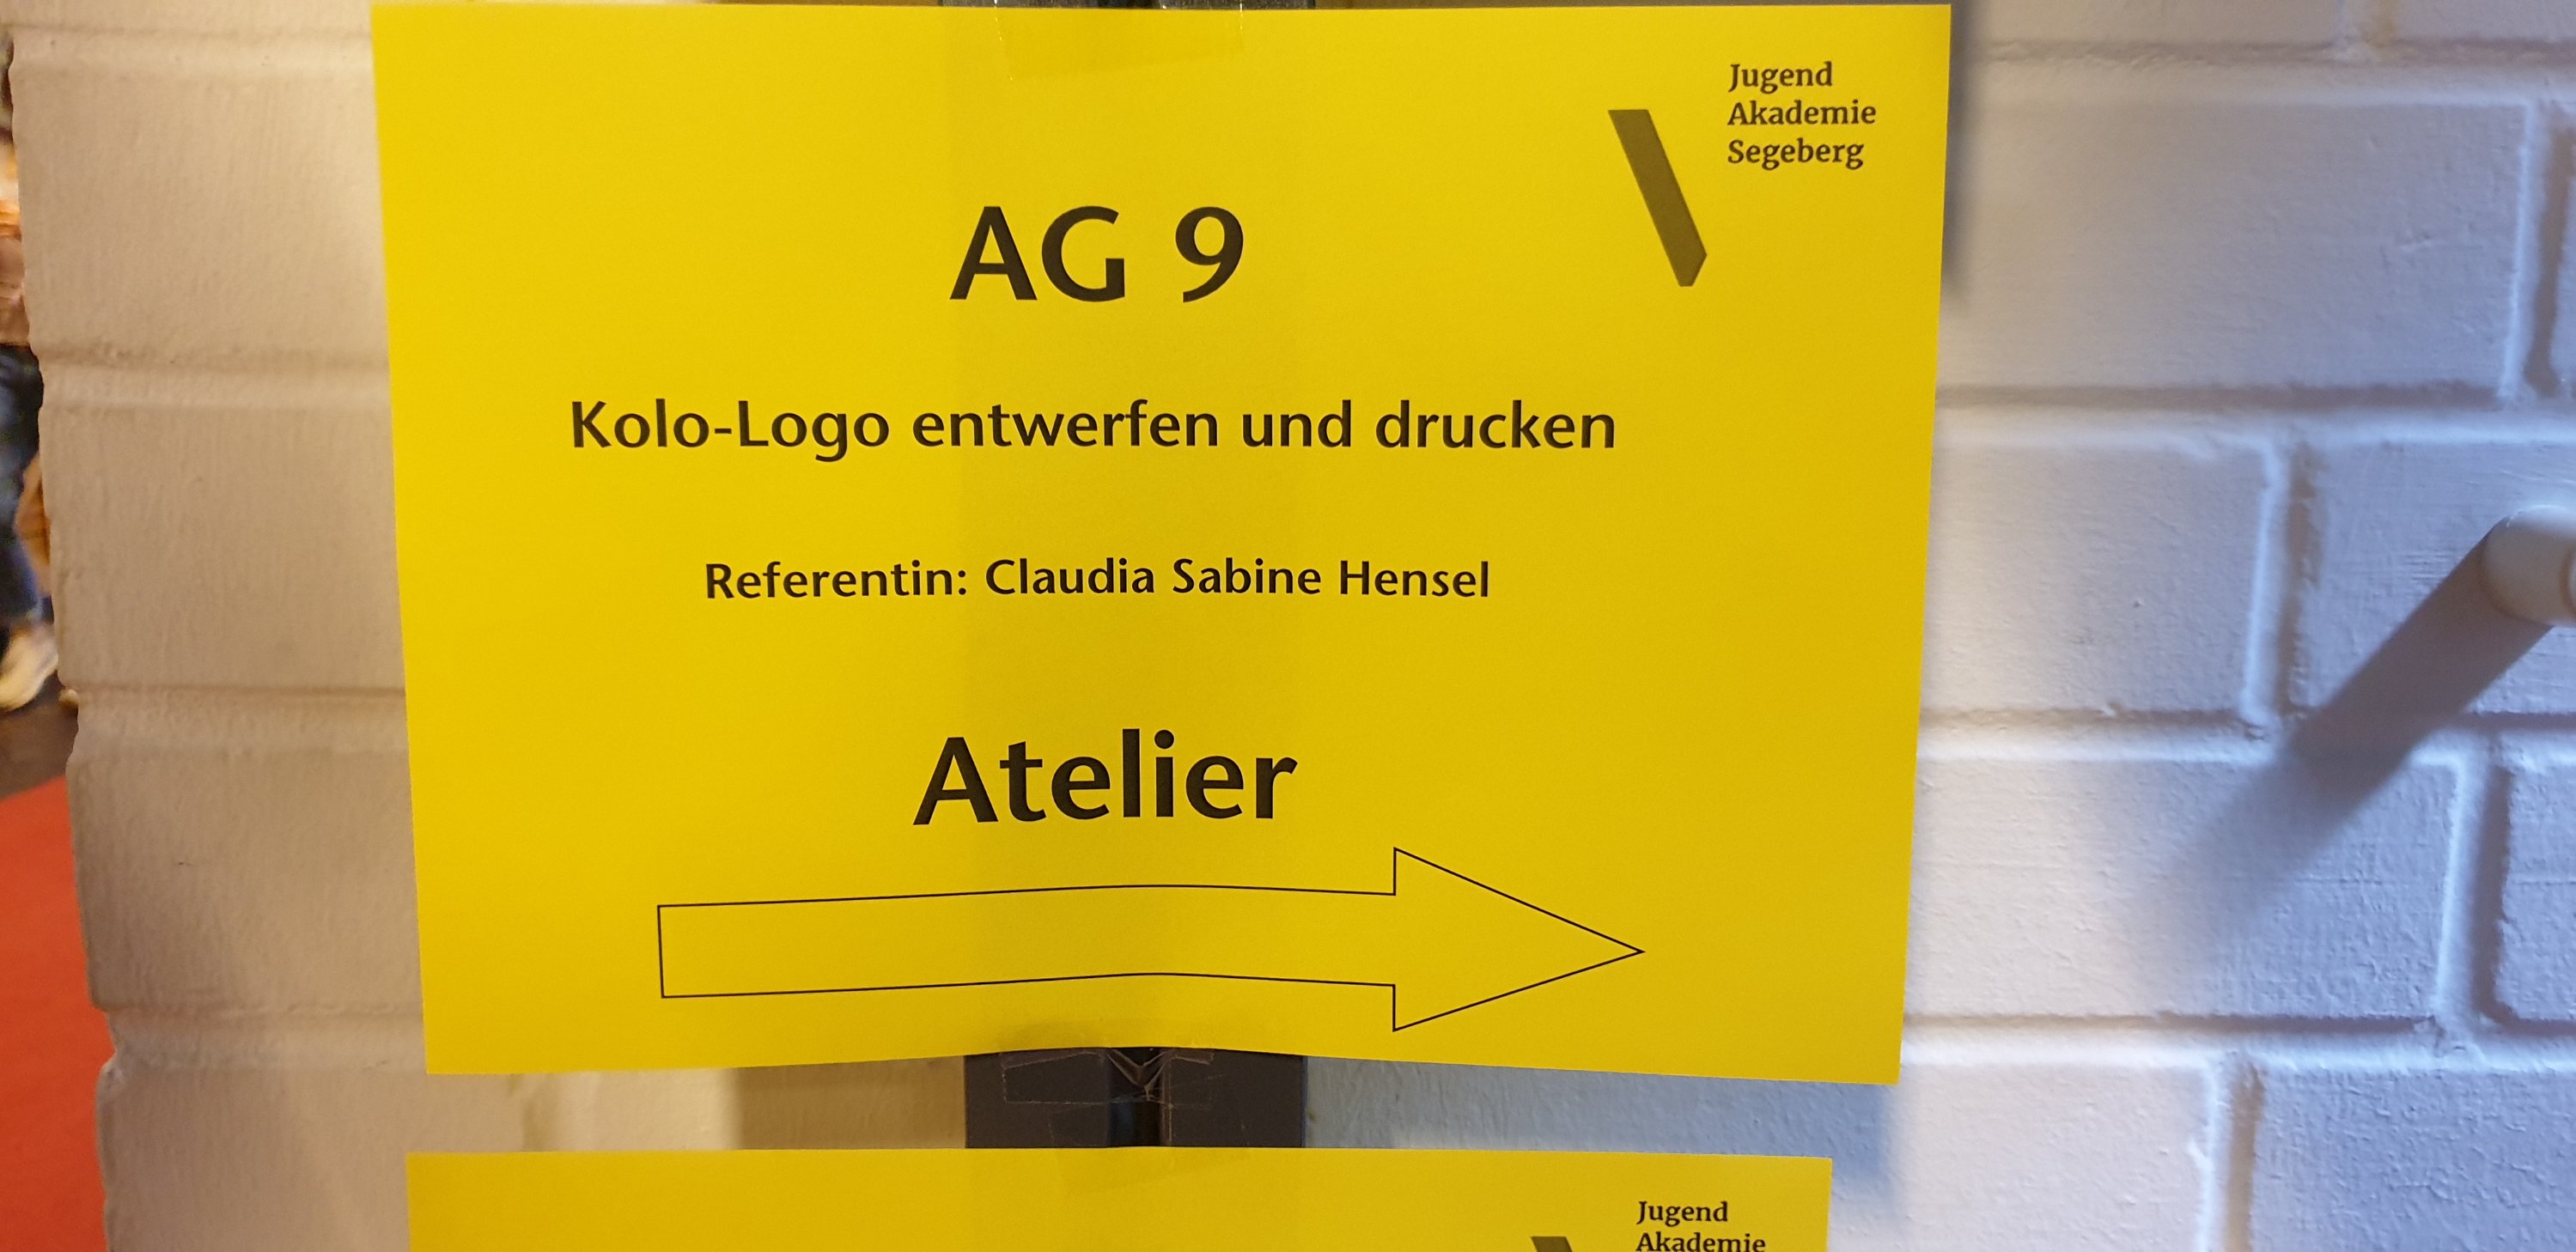 Jugend
Akademie
Segeberg
AG 9
Kolo-Logo entwerfen und drucken
Referentin: Claudia Sabine Hensel
Atelier
Jugend
Akademie